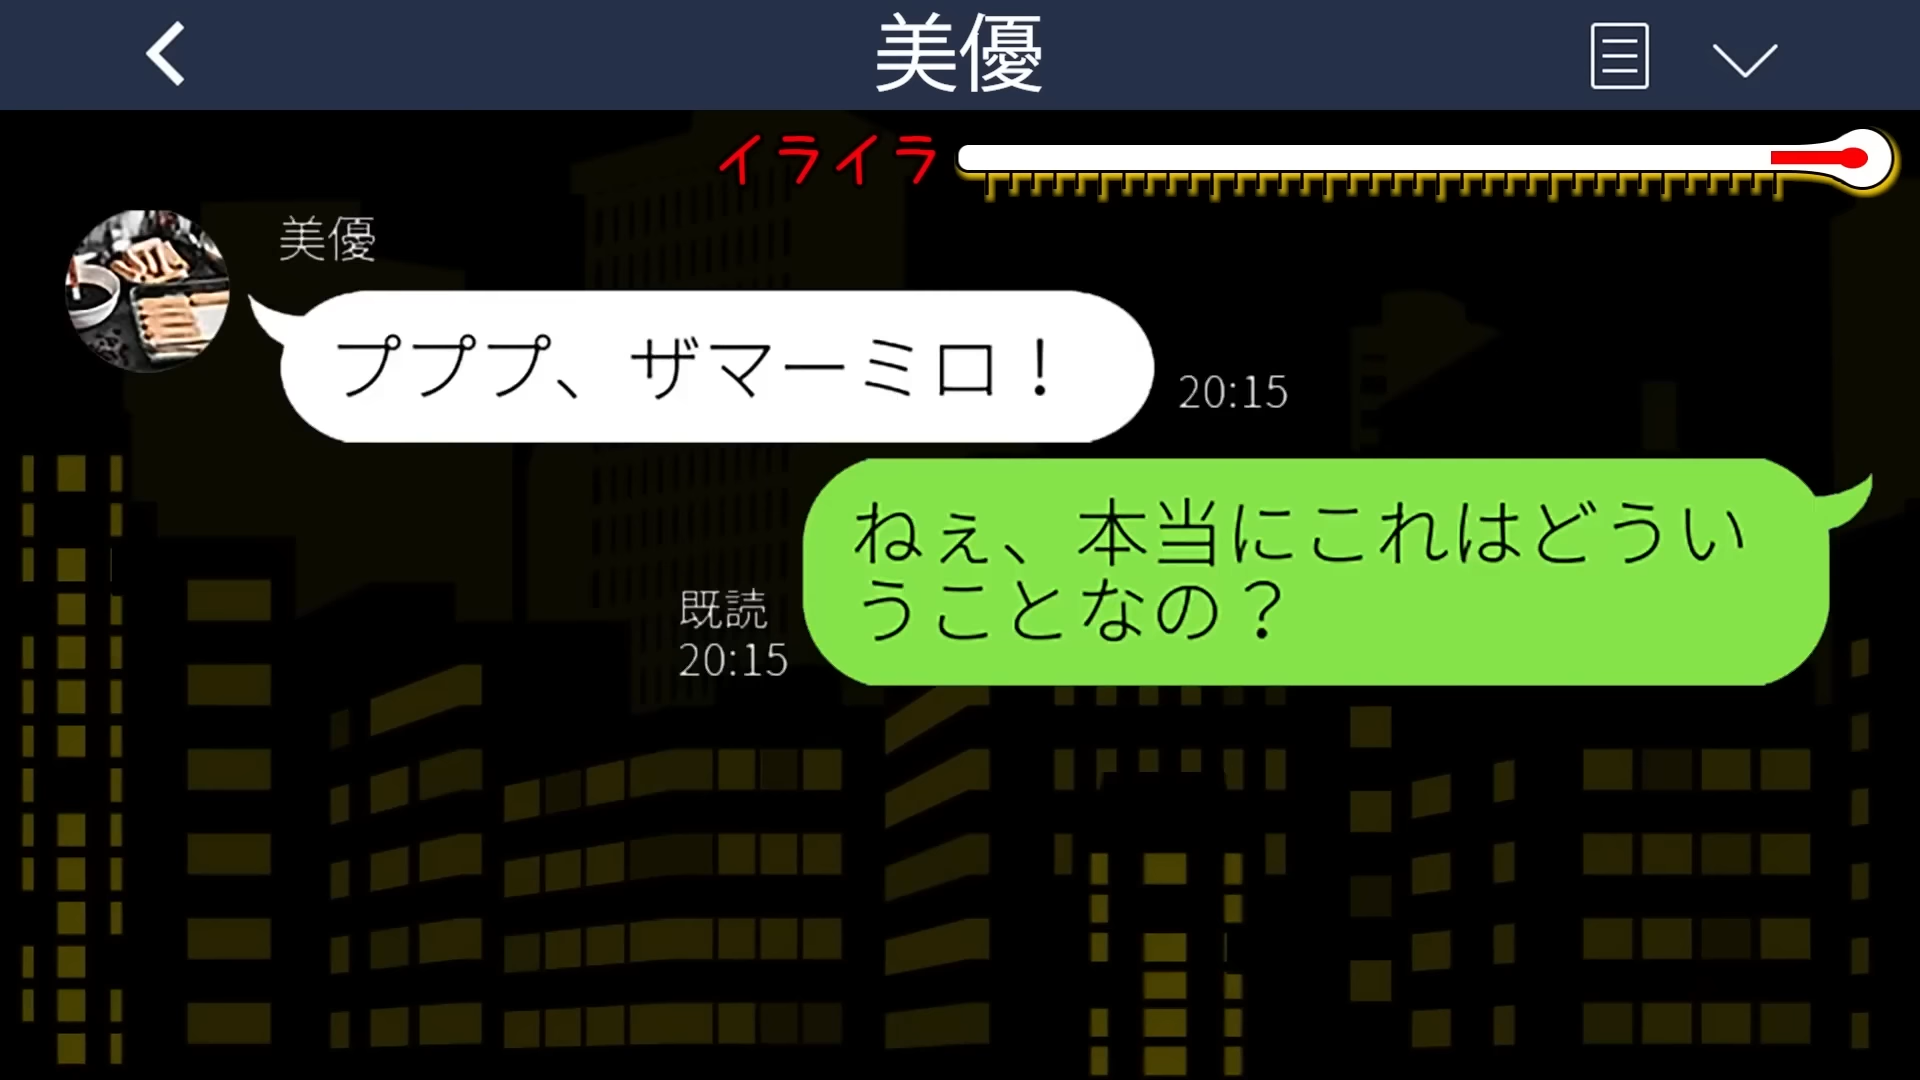 美優
イライラ
美優
プププ、ザマーミロ！
20:15
ねぇ、本当にこれはどうい
うことなの？
既読
20:15